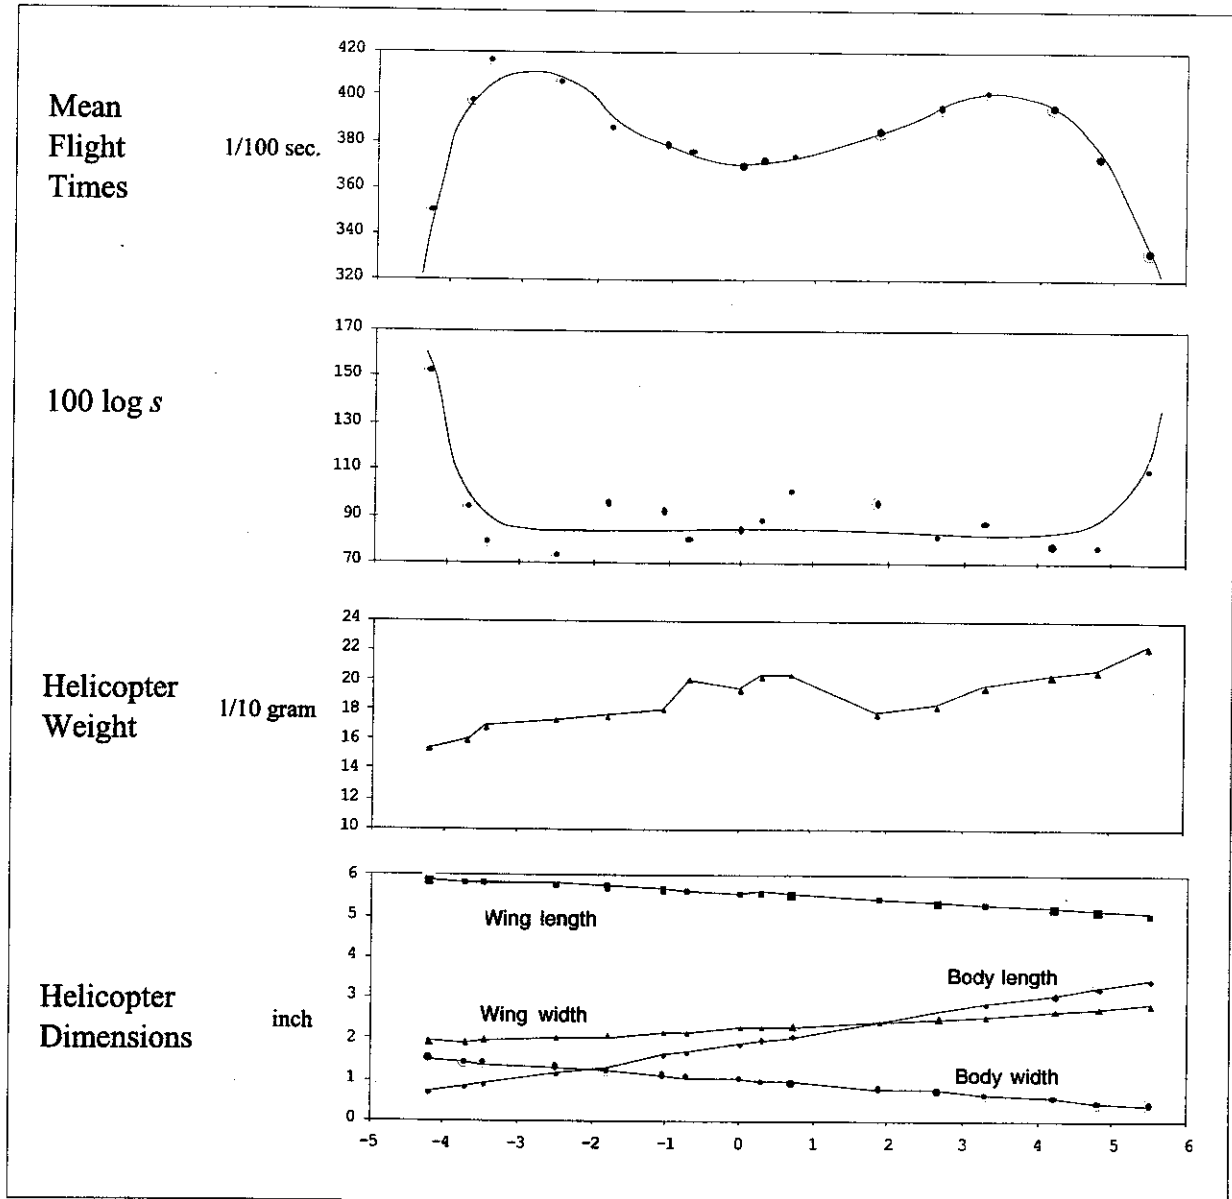 420
400
380
360
340
320
Mean
Flight
Times
1/100 sec.
170
150
130
110
90
70
100 log s
24
22
20
18
16
14
12
10
Helicopter
Weight
1/10 gram
6
5
4
3
2
1
0
Wing length
Body length
Wing width
Body width
Helicopter
Dimensions
inch
-5 -4 -3 -2 -1 0 1 2 3 4 5 6